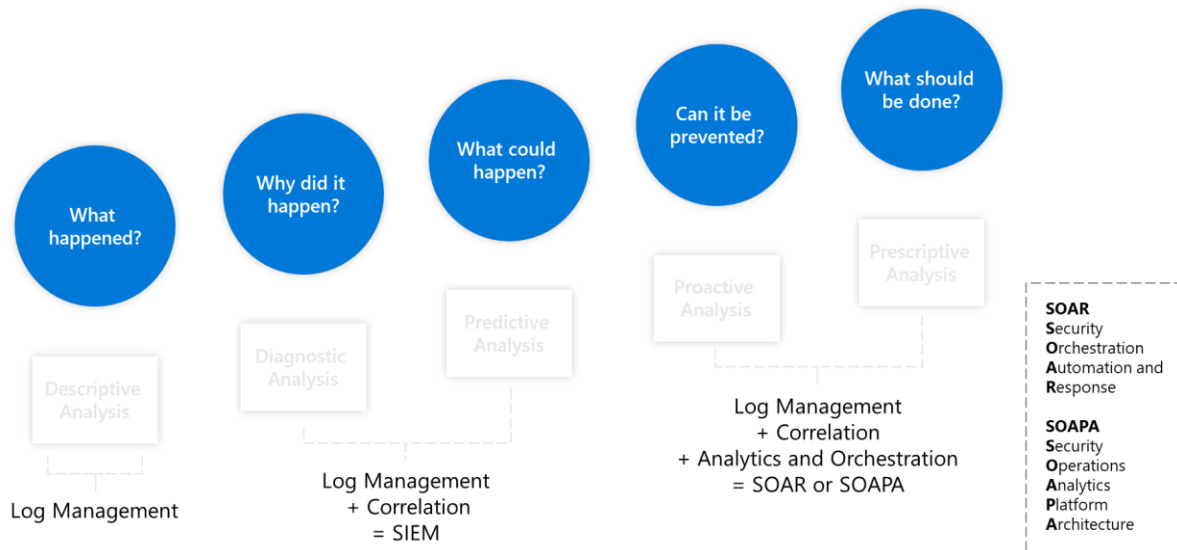 What
happened?
Why did it
happen?
What could
happen?
Can it be
prevented?
What should
be done?
Descriptive
Analysis
Diagnostic
Analysis
Predictive
Analysis
Proactive
Analysis
Prescriptive
Analysis
Log Management
Log Management
+ Correlation
= SIEM
Log Management
+ Correlation
+ Analytics and Orchestration
= SOAR or SOAPA
SOAR
Security
Orchestration
Automation and
Response
SOAPA
Security
Operations
Analytics
Platform
Architecture